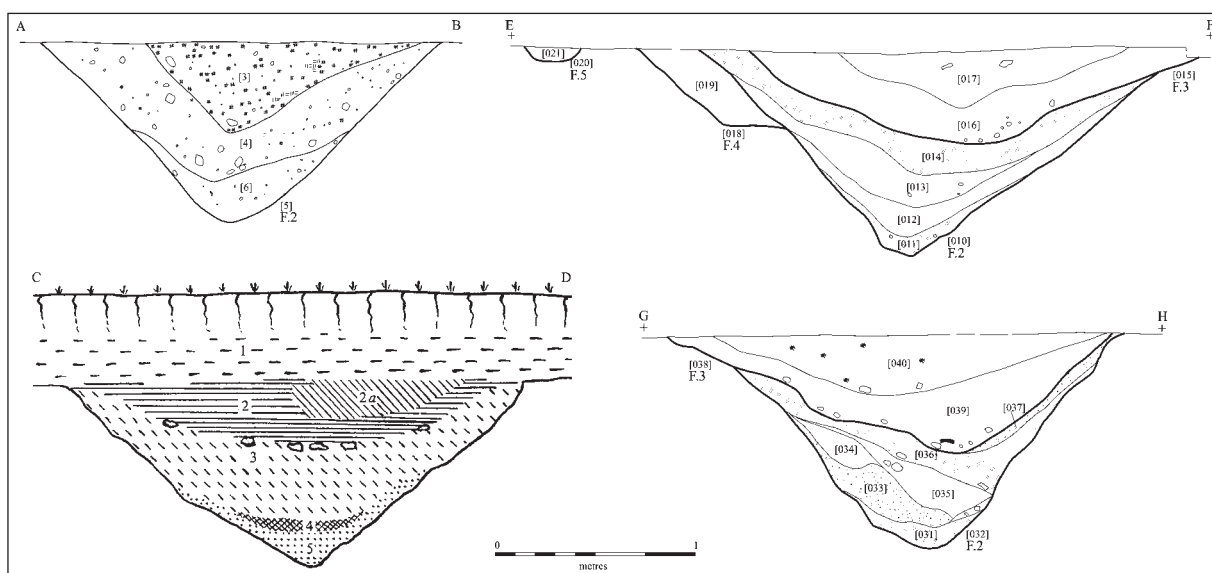 A
B
[3]
[4]
[6]
[5]
F.2
E
F
[021]
[020]
F.5
[019]
[018]
F.4
[017]
[016]
[015]
F.3
[014]
[013]
[012]
[011]
[010]
F.2
C
D
1
2
2a
3
4
5
G
H
[038]
F.3
[040]
[039]
[037]
[036]
[034]
[035]
[033]
[031]
[032]
F.2
0
1
metres